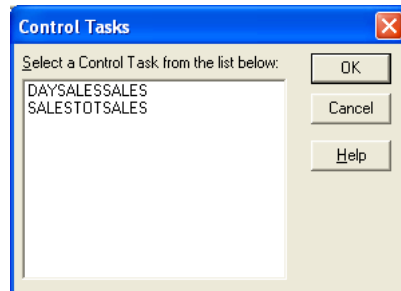 Control Tasks
Select a Control Task from the list below:
DAYSALESSALES
SALESTOTSALES
OK
Cancel
Help